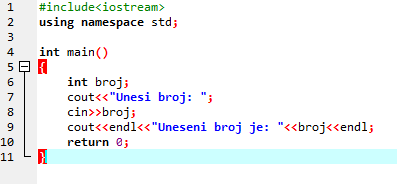 1 #include<iostream>
2 using namespace std;
3
4 int main()
5 {
6 int broj;
7 cout<<"Unesi broj: ";
8 cin>>broj;
9 cout<<endl<<"Uneseni broj je: "<<broj<<endl;
10 return 0;
11 }